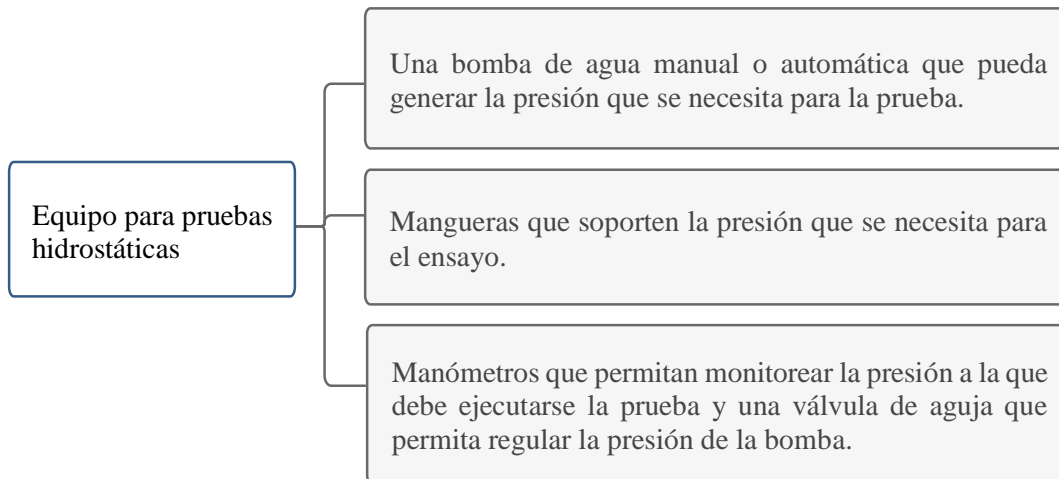 Una bomba de agua manual o automática que pueda
generar la presión que se necesita para la prueba.
Equipo para pruebas
hidrostáticas
Mangueras que soporten la presión que se necesita para
el ensayo.
Manómetros que permitan monitorear la presión a la que
debe ejecutarse la prueba y una válvula de aguja que
permita regular la presión de la bomba.